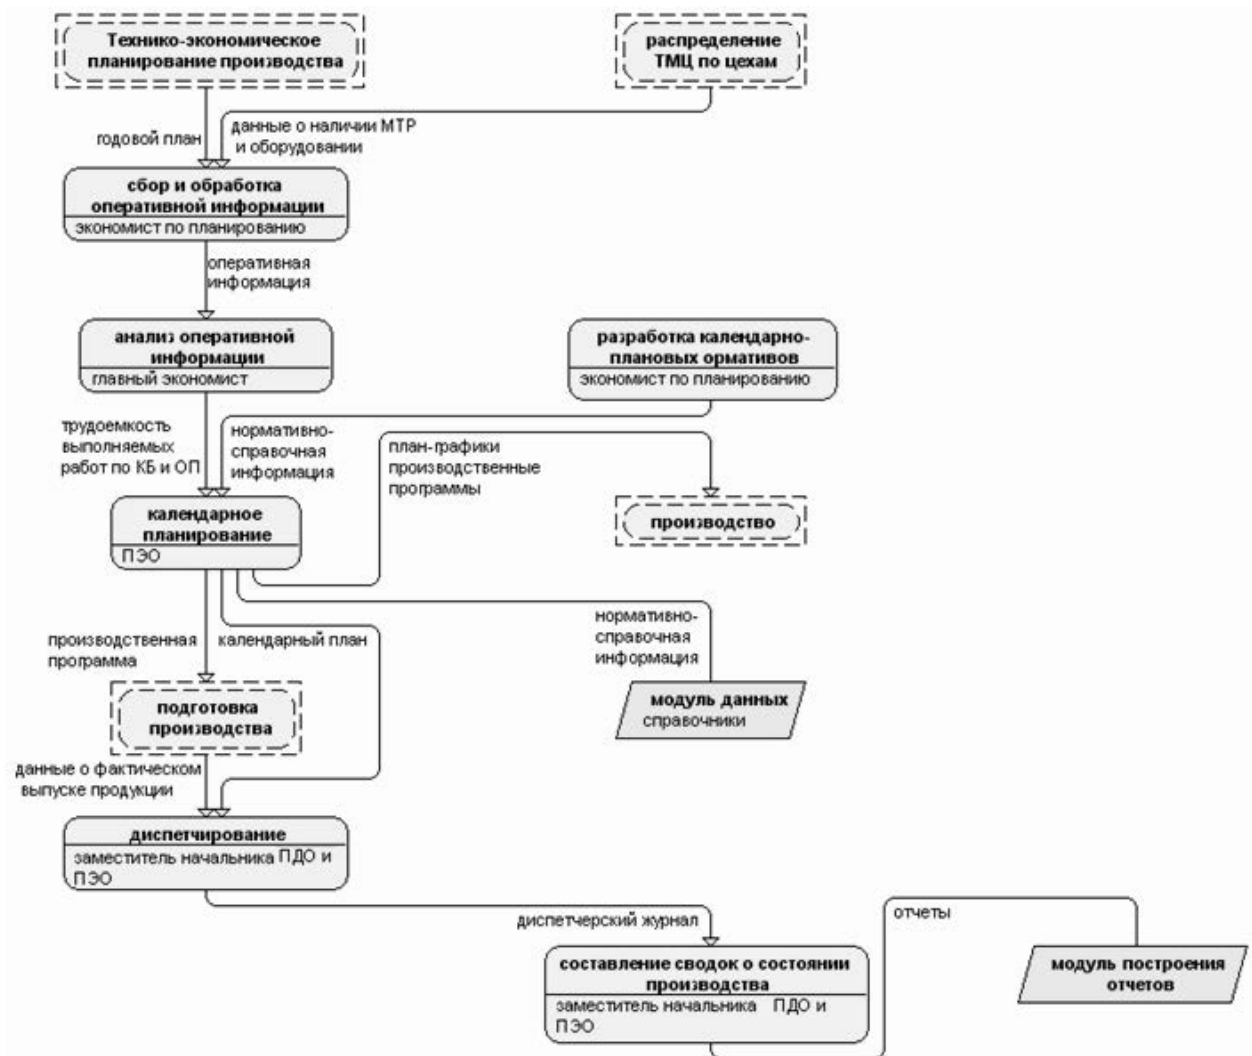 Технико-экономическое
планирование производства
распределение
ТМЦ по цехам
годовой план
данные о наличии МТР
и оборудовании
сбор и обработка
оперативной информации
экономист по планированию
оперативная
информация
анализ оперативной
информации
главный экономист
разработка календарно-
плановых ормативов
экономист по планированию
трудоемкость
выполняемых
работ по КБ и ОП
нормативно-
справочная
информация
план-графики
производственные
программы
календарное
планирование
ПЭО
производство
производственная
программа
календарный план
нормативно-
справочная
информация
подготовка
производства
модуль данных
справочники
данные о фактическом
выпуске продукции
диспетчирование
заместитель начальника ПДО и
ПЭО
диспетчерский журнал
отчеты
составление сводок о состоянии
производства
заместитель начальника ПДО и
ПЭО
модуль построения
отчетов